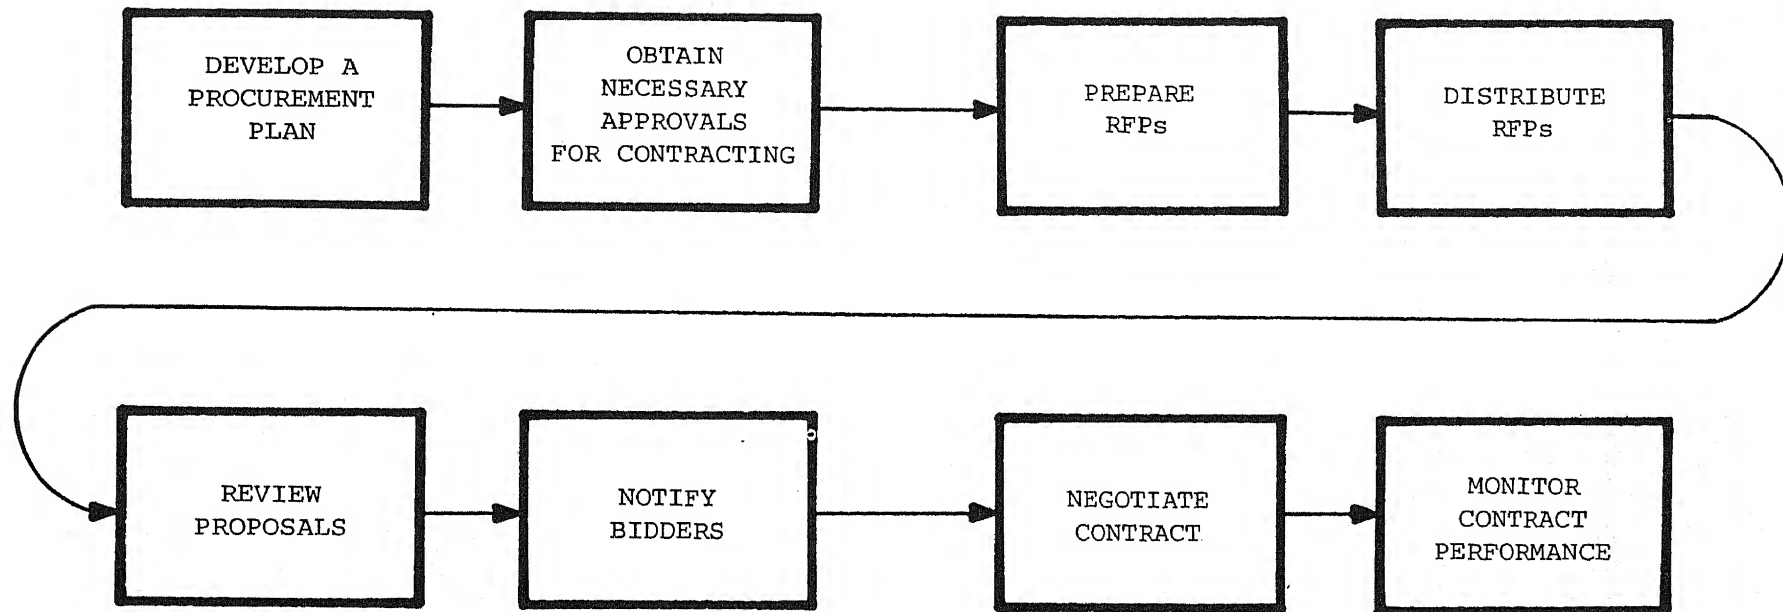 DEVELOP A
PROCUREMENT
PLAN
OBTAIN
NECESSARY
APPROVALS
FOR CONTRACTING
PREPARE
RFPs
DISTRIBUTE
RFPs
REVIEW
PROPOSALS
NOTIFY
BIDDERS
NEGOTIATE
CONTRACT
MONITOR
CONTRACT
PERFORMANCE